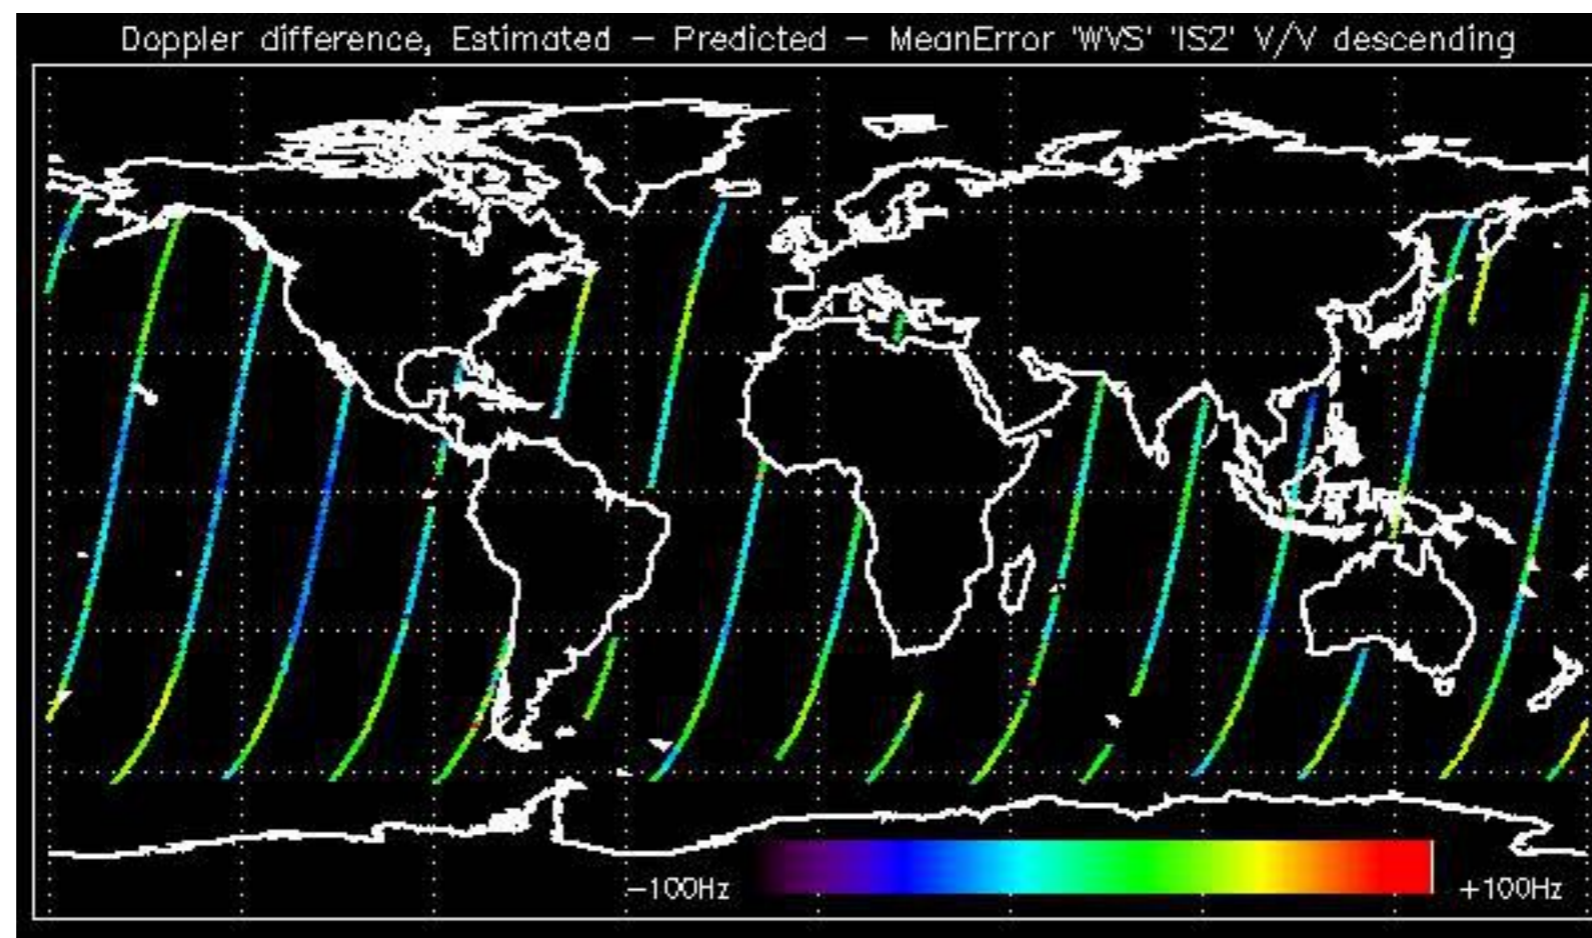 Doppler difference, Estimated — Predicted — MeanError 'WVS' 'IS2' V/V descending
−100Hz
+100Hz